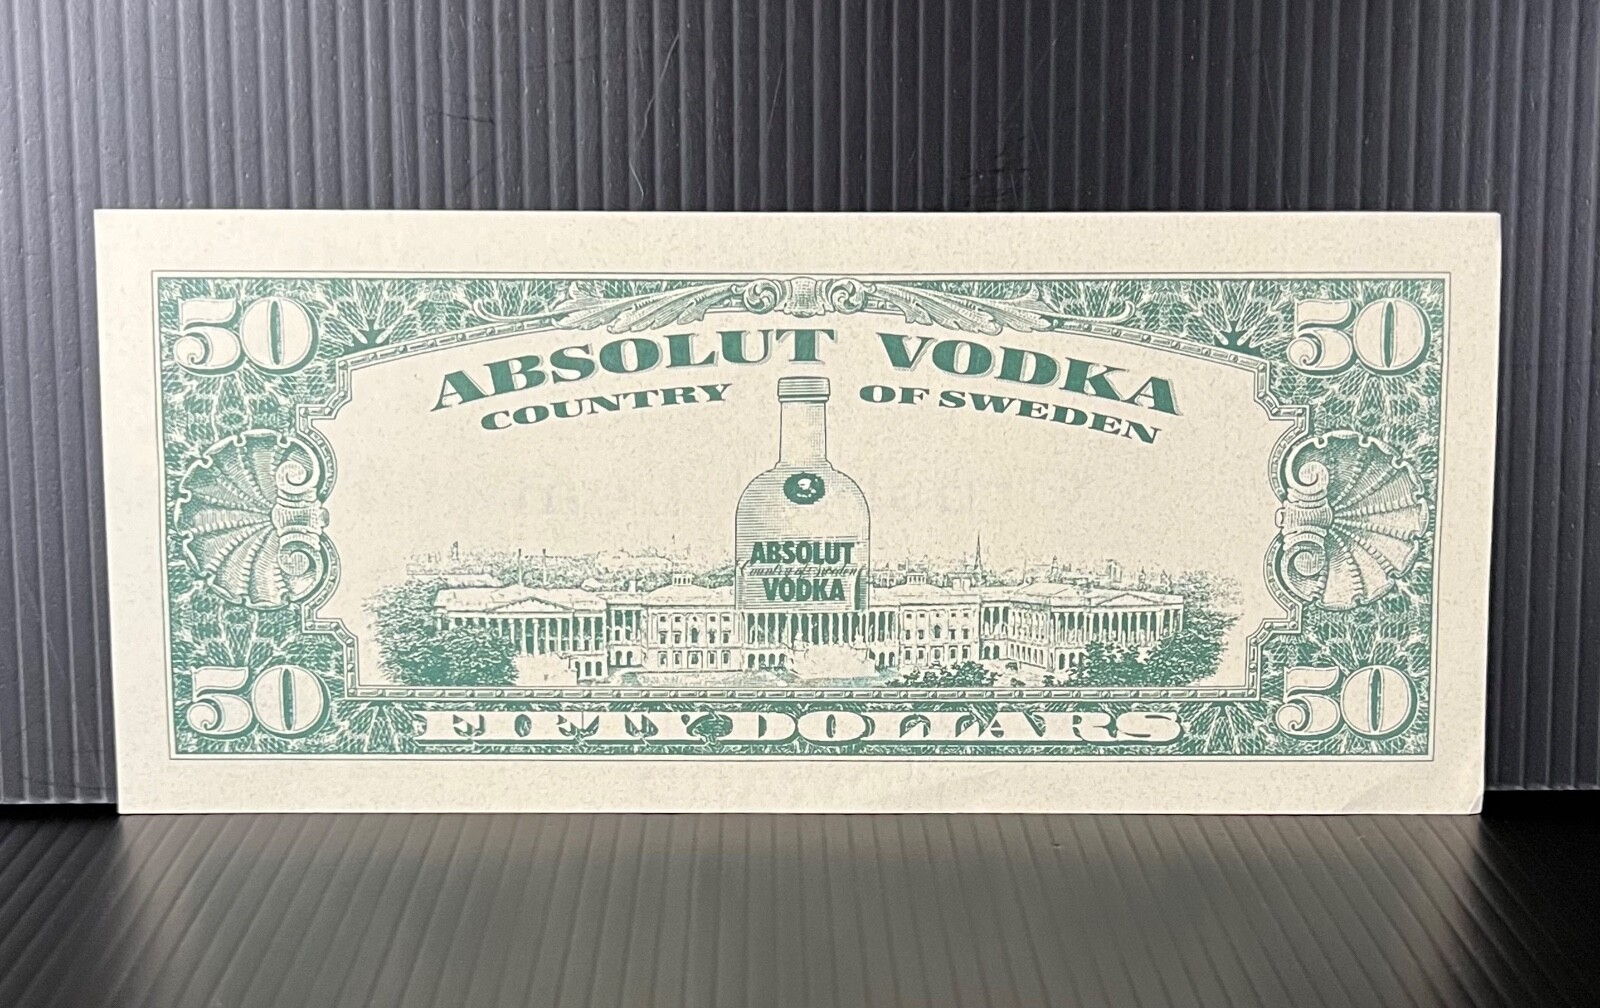 50 50
ABSOLUT VODKA
COUNTRY OF SWEDEN
ABSOLUT
Country of Sweden
VODKA
50 FIFTY DOLLARS 50